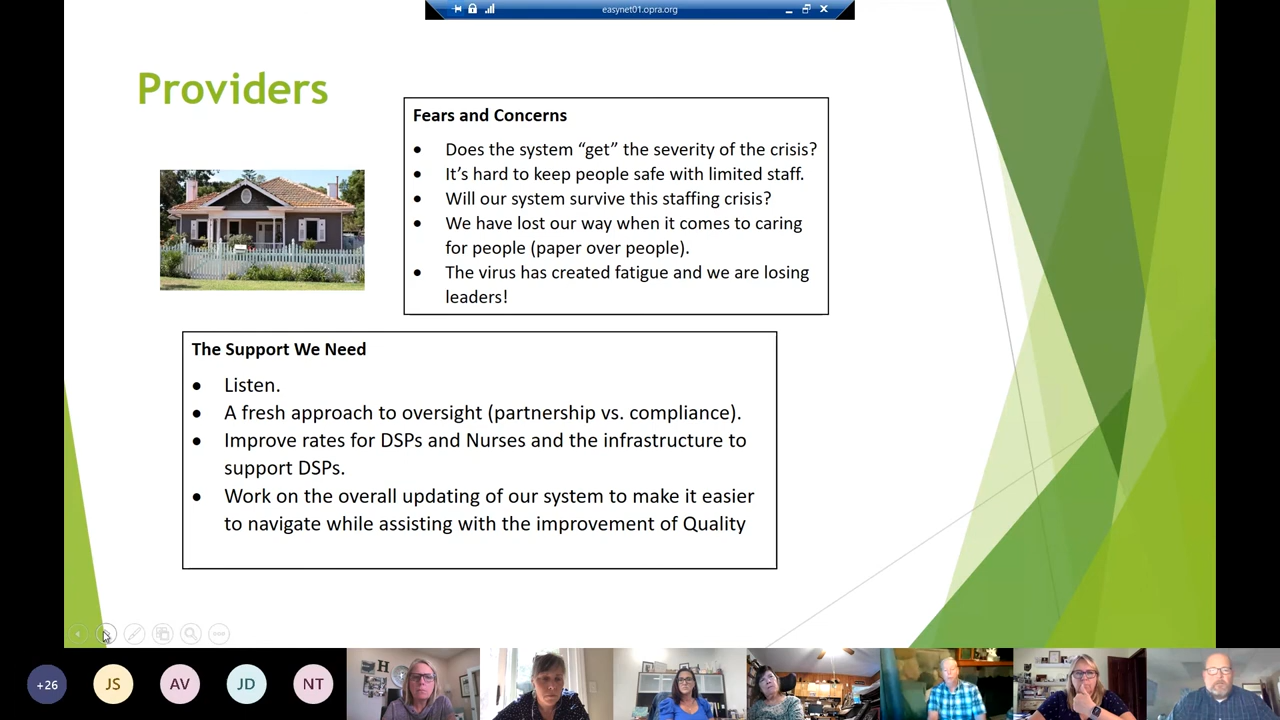 easynet01.opra.org
Providers
Fears and Concerns
• Does the system “get” the severity of the crisis?
• It’s hard to keep people safe with limited staff.
• Will our system survive this staffing crisis?
• We have lost our way when it comes to caring
for people (paper over people).
• The virus has created fatigue and we are losing
leaders!
The Support We Need
• Listen.
• A fresh approach to oversight (partnership vs. compliance).
• Improve rates for DSPs and Nurses and the infrastructure to
support DSPs.
• Work on the overall updating of our system to make it easier
to navigate while assisting with the improvement of Quality
+26
JS
AV
JD
NT
H